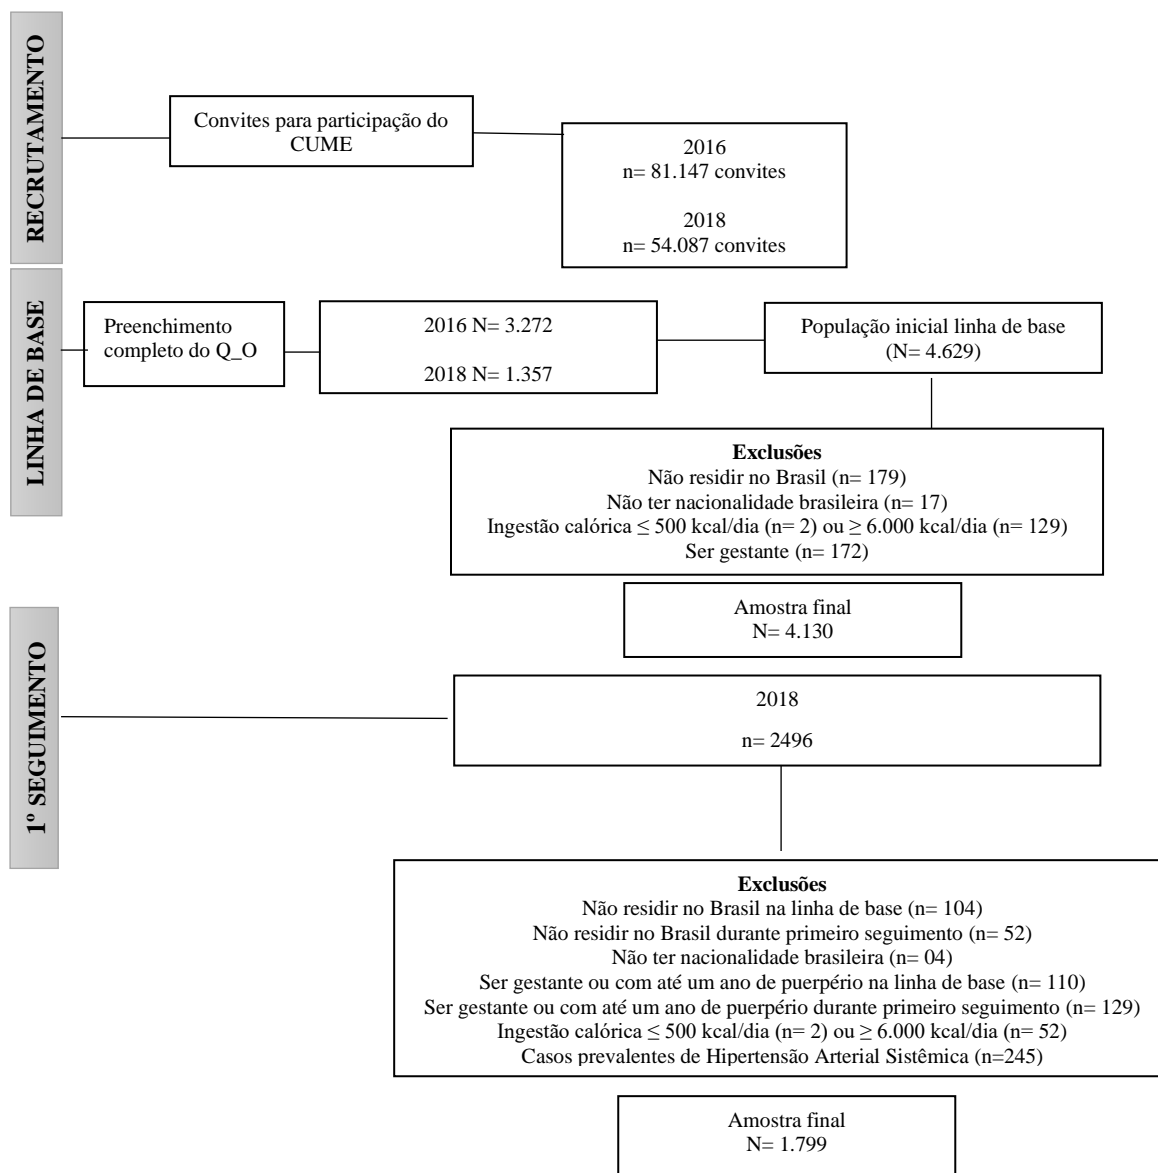 RECRUTAMENTO
Convites para participação do
CUME
2016
n= 81.147 convites
2018
n= 54.087 convites
LINHA DE BASE
Preenchimento
completo do Q_O
2016 N= 3.272
2018 N= 1.357
População inicial linha de base
(N= 4.629)
Exclusões
Não residir no Brasil (n= 179)
Não ter nacionalidade brasileira (n= 17)
Ingestão calórica ≤ 500 kcal/dia (n= 2) ou ≥ 6.000 kcal/dia (n= 129)
Ser gestante (n= 172)
Amostra final
N= 4.130
1º SEGUIMENTO
2018
n= 2496
Exclusões
Não residir no Brasil na linha de base (n= 104)
Não residir no Brasil durante primeiro seguimento (n= 52)
Não ter nacionalidade brasileira (n= 04)
Ser gestante ou com até um ano de puerpério na linha de base (n= 110)
Ser gestante ou com até um ano de puerpério durante primeiro seguimento (n= 129)
Ingestão calórica ≤ 500 kcal/dia (n= 2) ou ≥ 6.000 kcal/dia (n= 52)
Casos prevalentes de Hipertensão Arterial Sistêmica (n=245)
Amostra final
N= 1.799